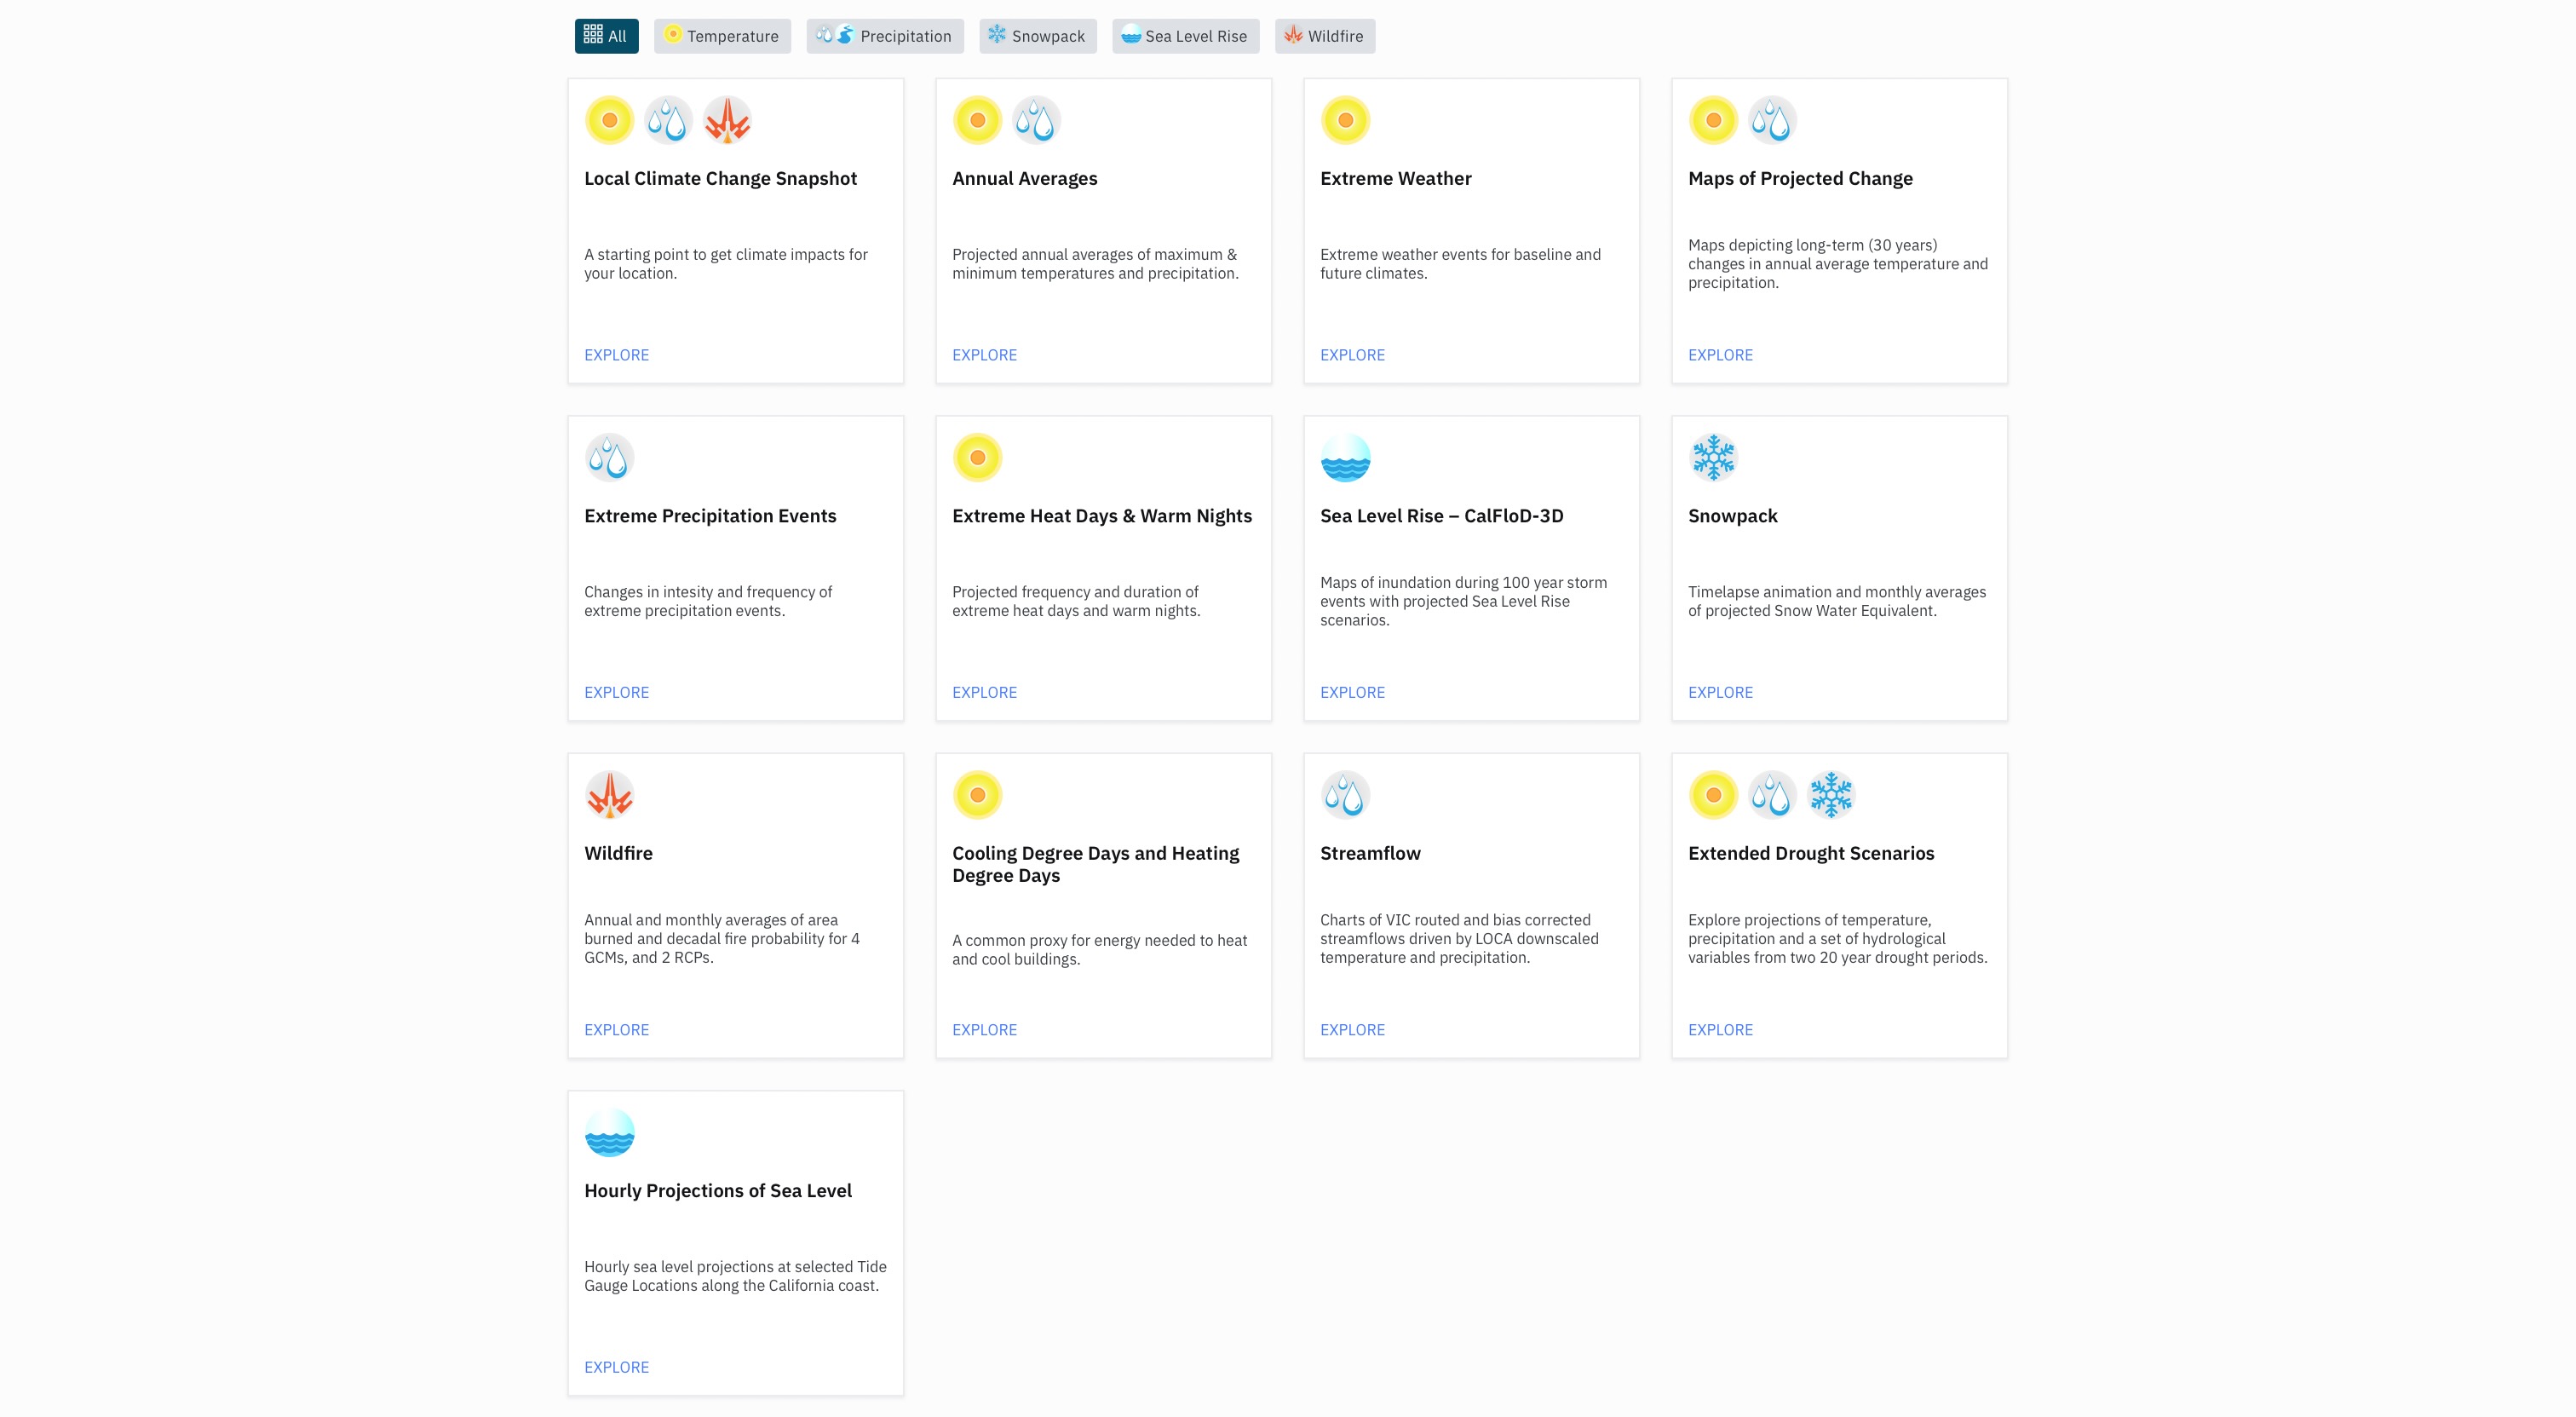 All
Temperature
Precipitation
Snowpack
Sea Level Rise
Wildfire
Local Climate Change Snapshot
A starting point to get climate impacts for
your location.
EXPLORE
Annual Averages
Projected annual averages of maximum &
minimum temperatures and precipitation.
EXPLORE
Extreme Weather
Extreme weather events for baseline and
future climates.
EXPLORE
Maps of Projected Change
Maps depicting long-term (30 years)
changes in annual average temperature and
precipitation.
EXPLORE
Extreme Precipitation Events
Changes in intesity and frequency of
extreme precipitation events.
EXPLORE
Extreme Heat Days & Warm Nights
Projected frequency and duration of
extreme heat days and warm nights.
EXPLORE
Sea Level Rise – CalFloD-3D
Maps of inundation during 100 year storm
events with projected Sea Level Rise
scenarios.
EXPLORE
Snowpack
Timelapse animation and monthly averages
of projected Snow Water Equivalent.
EXPLORE
Wildfire
Annual and monthly averages of area
burned and decadal fire probability for 4
GCMs, and 2 RCPs.
EXPLORE
Cooling Degree Days and Heating
Degree Days
A common proxy for energy needed to heat
and cool buildings.
EXPLORE
Streamflow
Charts of VIC routed and bias corrected
streamflows driven by LOCA downscaled
temperature and precipitation.
EXPLORE
Extended Drought Scenarios
Explore projections of temperature,
precipitation and a set of hydrological
variables from two 20 year drought periods.
EXPLORE
Hourly Projections of Sea Level
Hourly sea level projections at selected Tide
Gauge Locations along the California coast.
EXPLORE